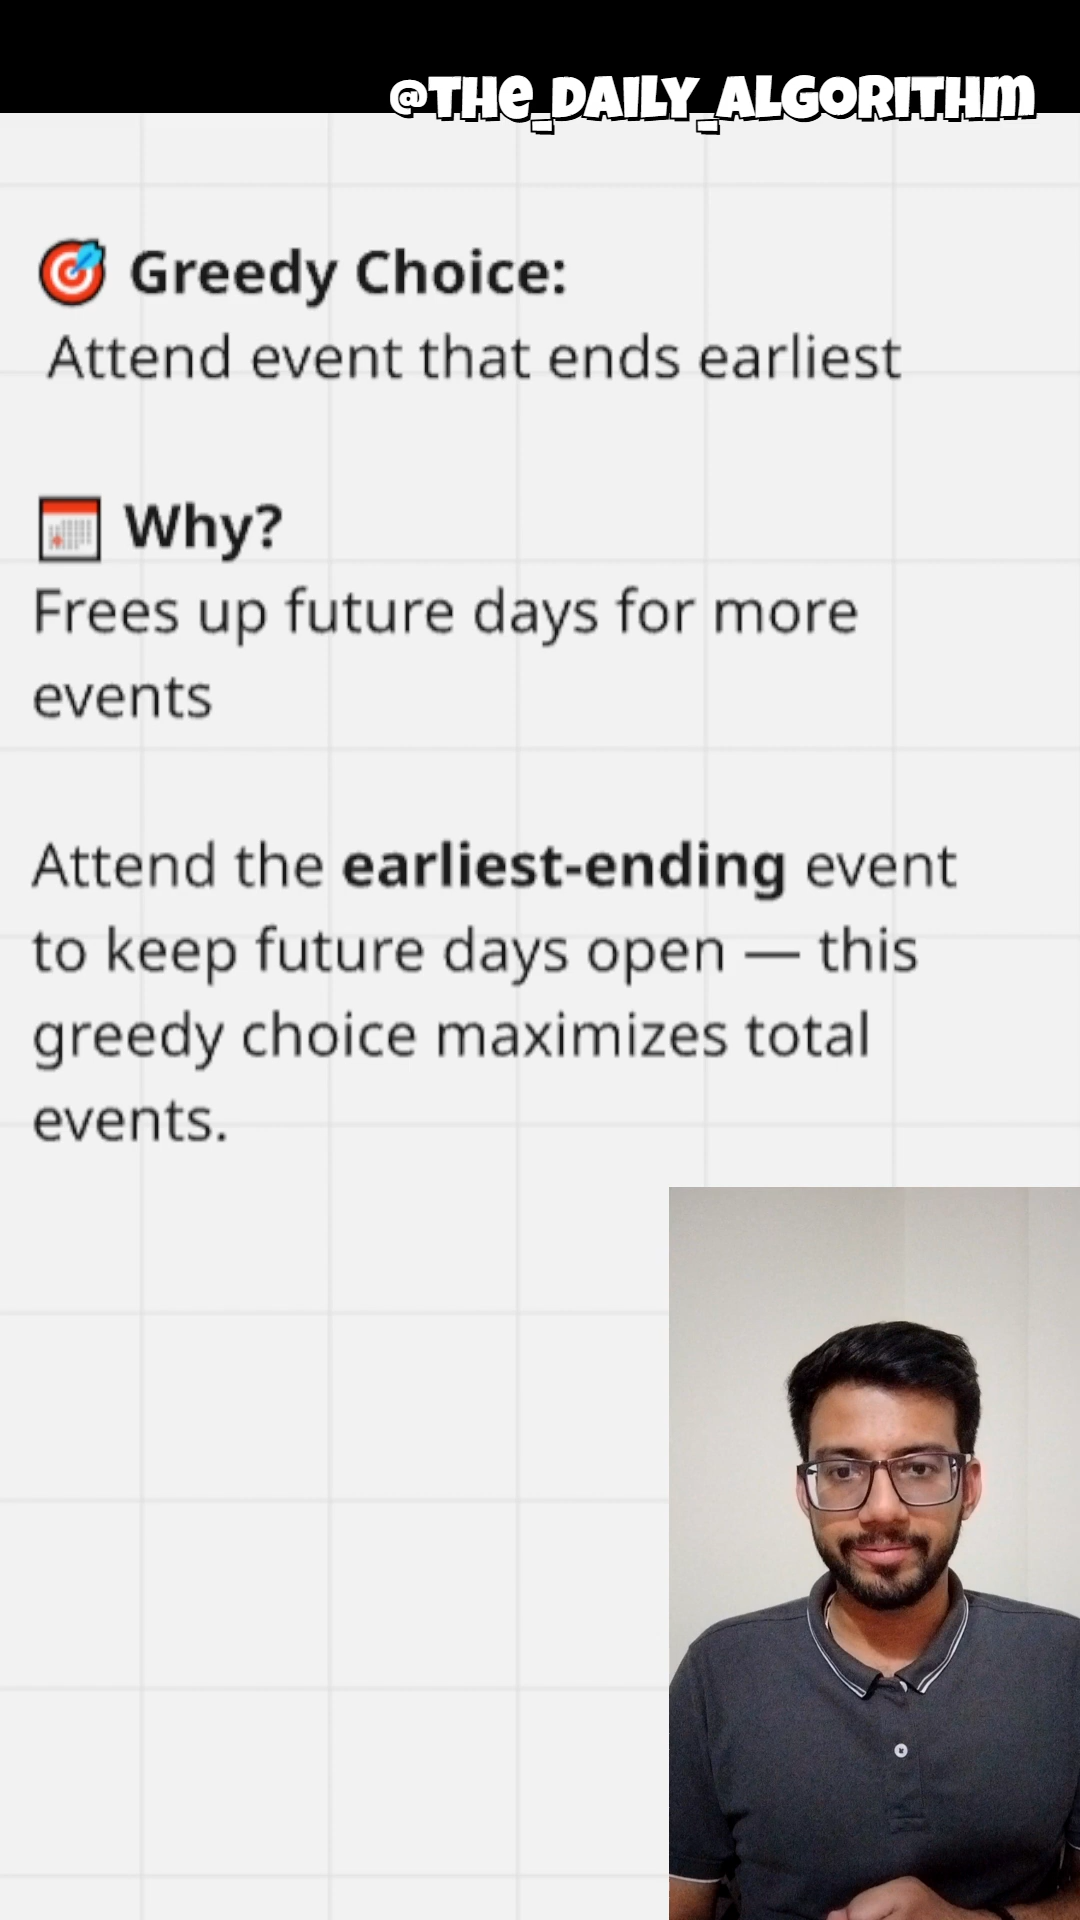 @THE_DAILY_ALGORITHM
🎯 Greedy Choice:
Attend event that ends earliest
📅 Why?
Frees up future days for more
events
Attend the earliest-ending event
to keep future days open — this
greedy choice maximizes total
events.